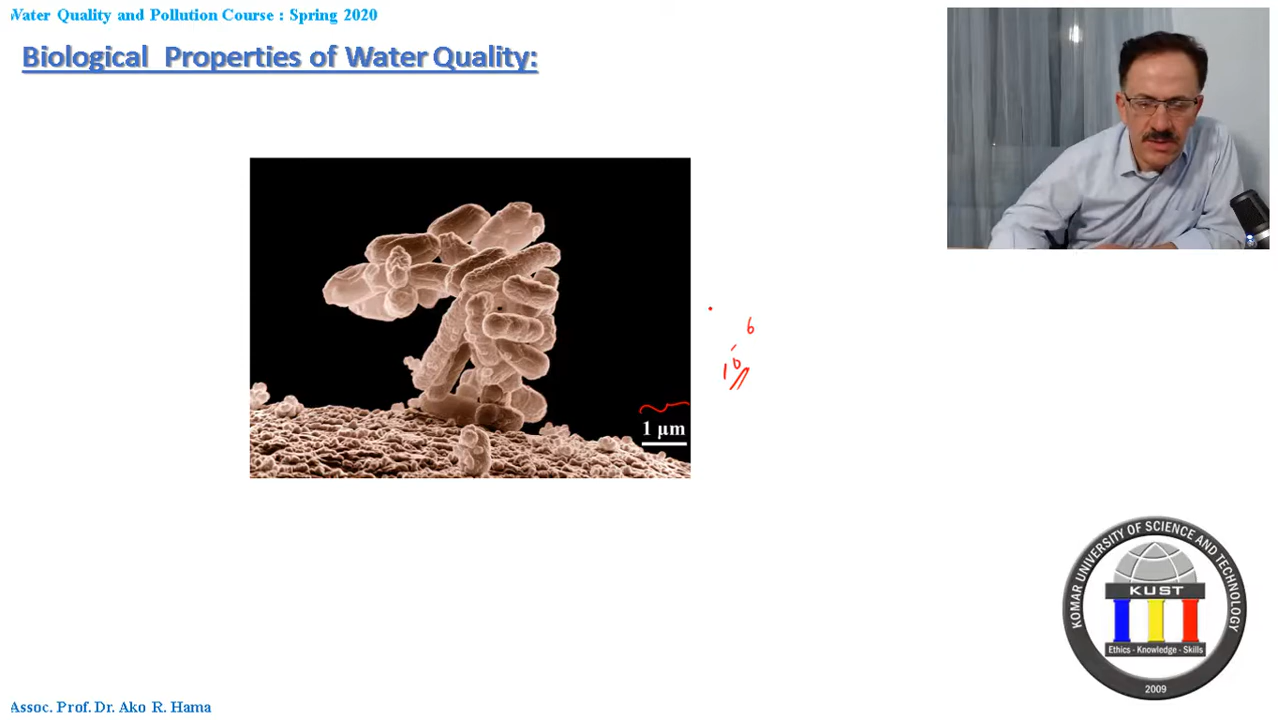 Water Quality and Pollution Course : Spring 2020
Biological Properties of Water Quality:
6
10
1 µm
KOMAR UNIVERSITY OF SCIENCE AND TECHNOLOGY
KUST
Ethics - Knowledge - Skills
2009
Assoc. Prof. Dr. Ako R. Hama